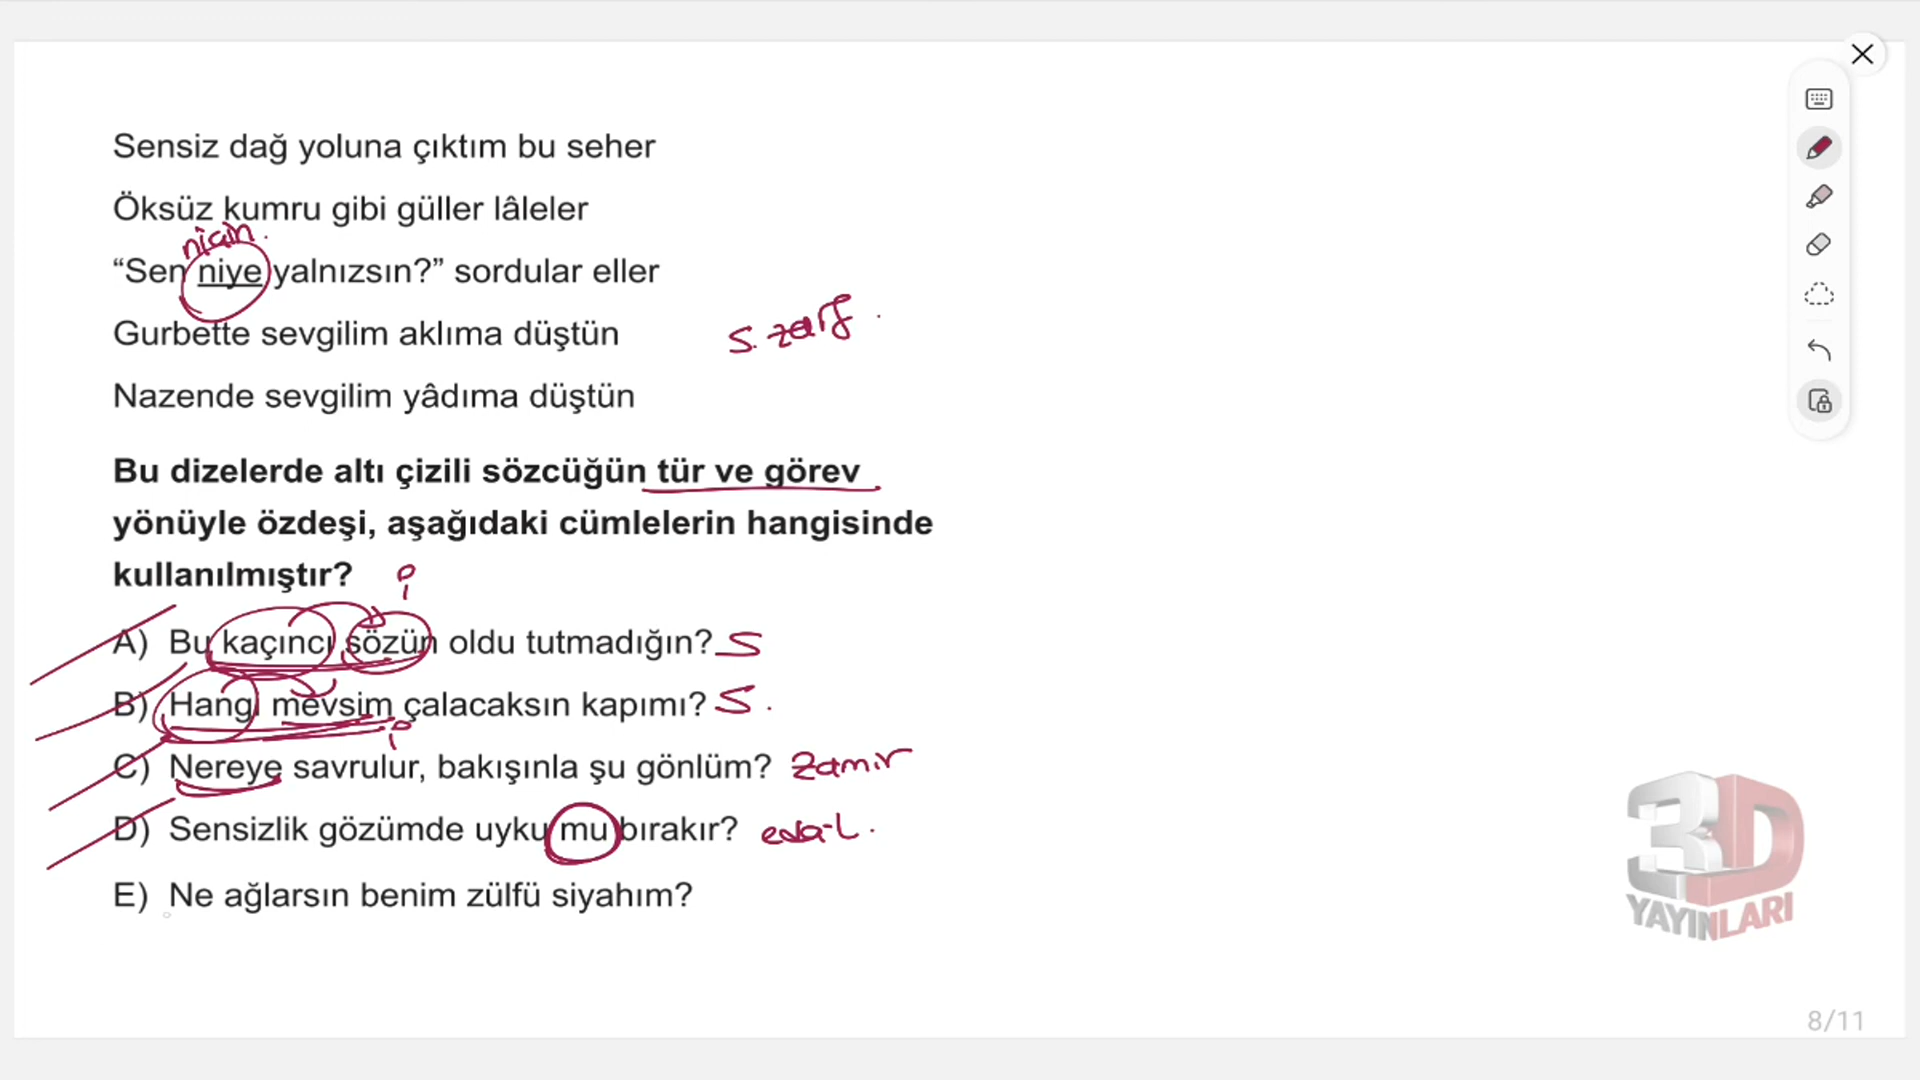 Sensiz dağ yoluna çıktım bu seher
Öksüz kumru gibi güller lâleler
niçin
“Sen niye yalnızsın?” sordular eller
Gurbette sevgilim aklıma düştün
S. zarf
Nazende sevgilim yâdıma düştün
Bu dizelerde altı çizili sözcüğün tür ve görev
yönüyle özdeşi, aşağıdaki cümlelerin hangisinde
kullanılmıştır?
A) Bu kaçıncı sözün oldu tutmadığın? S
B) Hangi mevsim çalacaksın kapımı? S
C) Nereye savrulur, bakışınla şu gönlüm? Zamir
D) Sensizlik gözümde uyku mu bırakır? edat
E) Ne ağlarsın benim zülfü siyahım?
3D
YAYINLARI
8/11